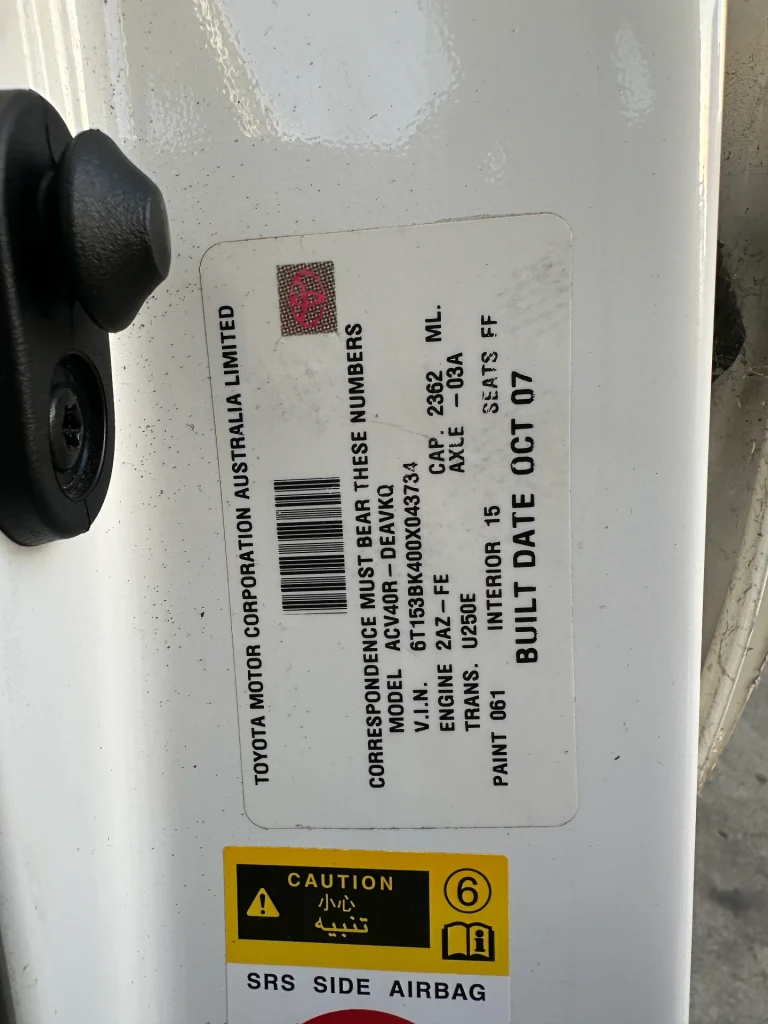 TOYOTA MOTOR CORPORATION AUSTRALIA LIMITED
CORRESPONDENCE MUST BEAR THESE NUMBERS
MODEL ACV40R-DEAVKQ
V.I.N. 6T153BK400X043734
ENGINE 2AZ-FE CAP. 2362 ML.
TRANS. U250E AXLE -03A
PAINT 061 INTERIOR 15 SEATS FF
BUILT DATE OCT 07
CAUTION
小心
تنبيه
6
i
SRS SIDE AIRBAG